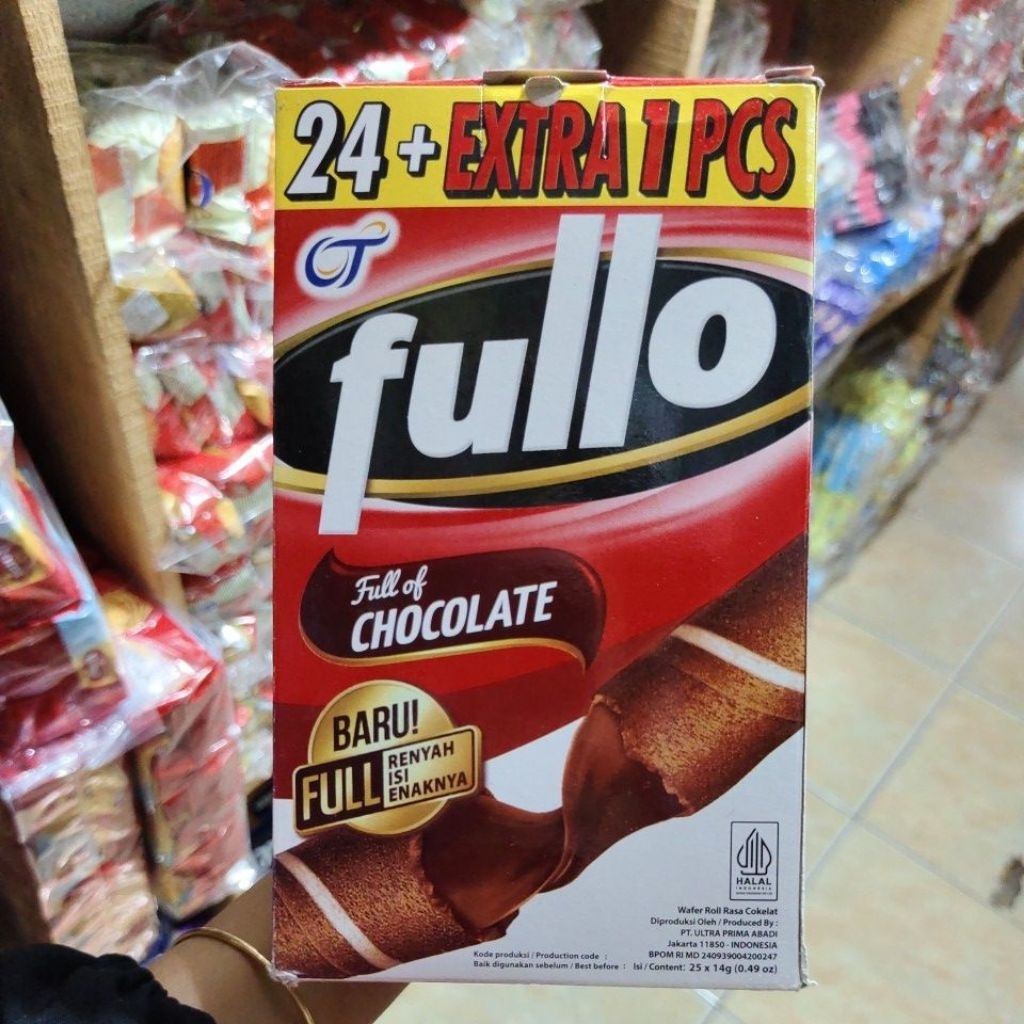 24 + EXTRA 1 PCS
OT
fullo
Full of
CHOCOLATE
BARU!
FULL RENYAH
ISI
ENAKNYA
HALAL
INDONESIA
Wafer Roll Rasa Cokelat
Diproduksi Oleh / Produced By :
PT. ULTRA PRIMA ABADI
Jakarta 11850 - INDONESIA
BPOM RI MD 240939004200247
Kode produksi / Production code :
Baik digunakan sebelum / Best before :
Isi / Content: 25 x 14g (0.49 oz)